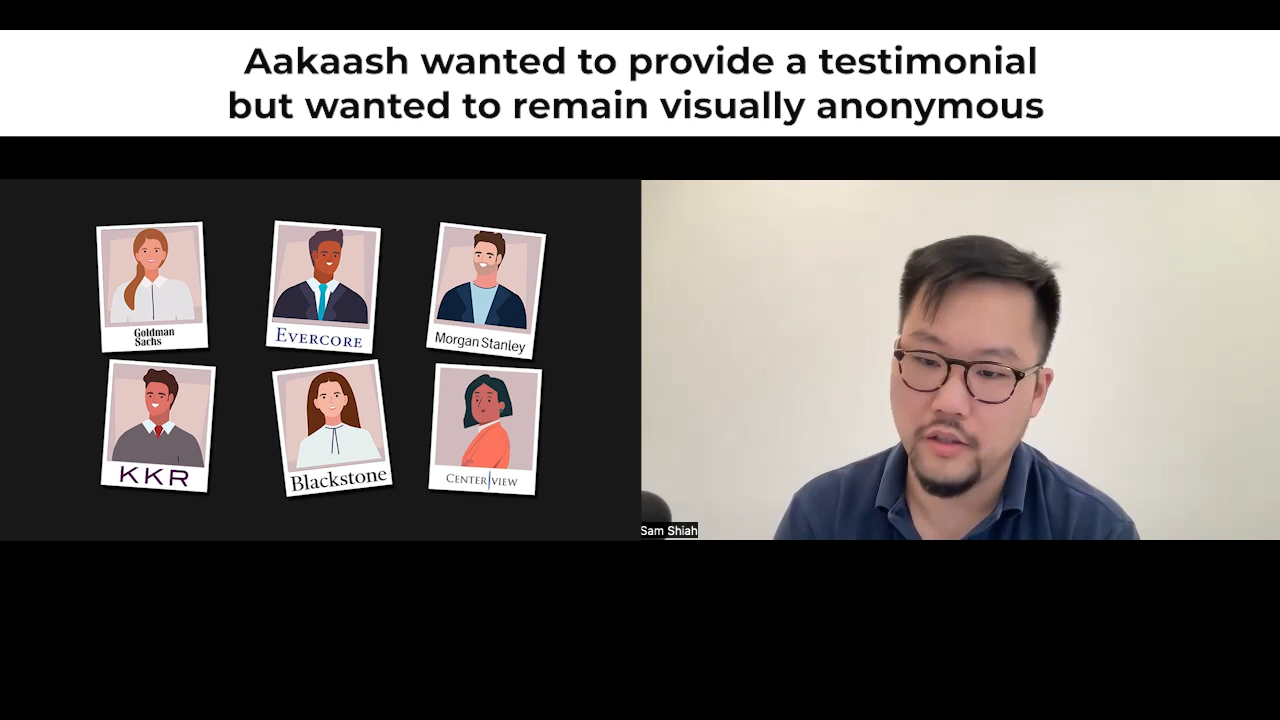 Aakaash wanted to provide a testimonial
but wanted to remain visually anonymous
Goldman
Sachs
EVERCORE
Morgan Stanley
KKR
Blackstone
CENTERVIEW
Sam Shiah